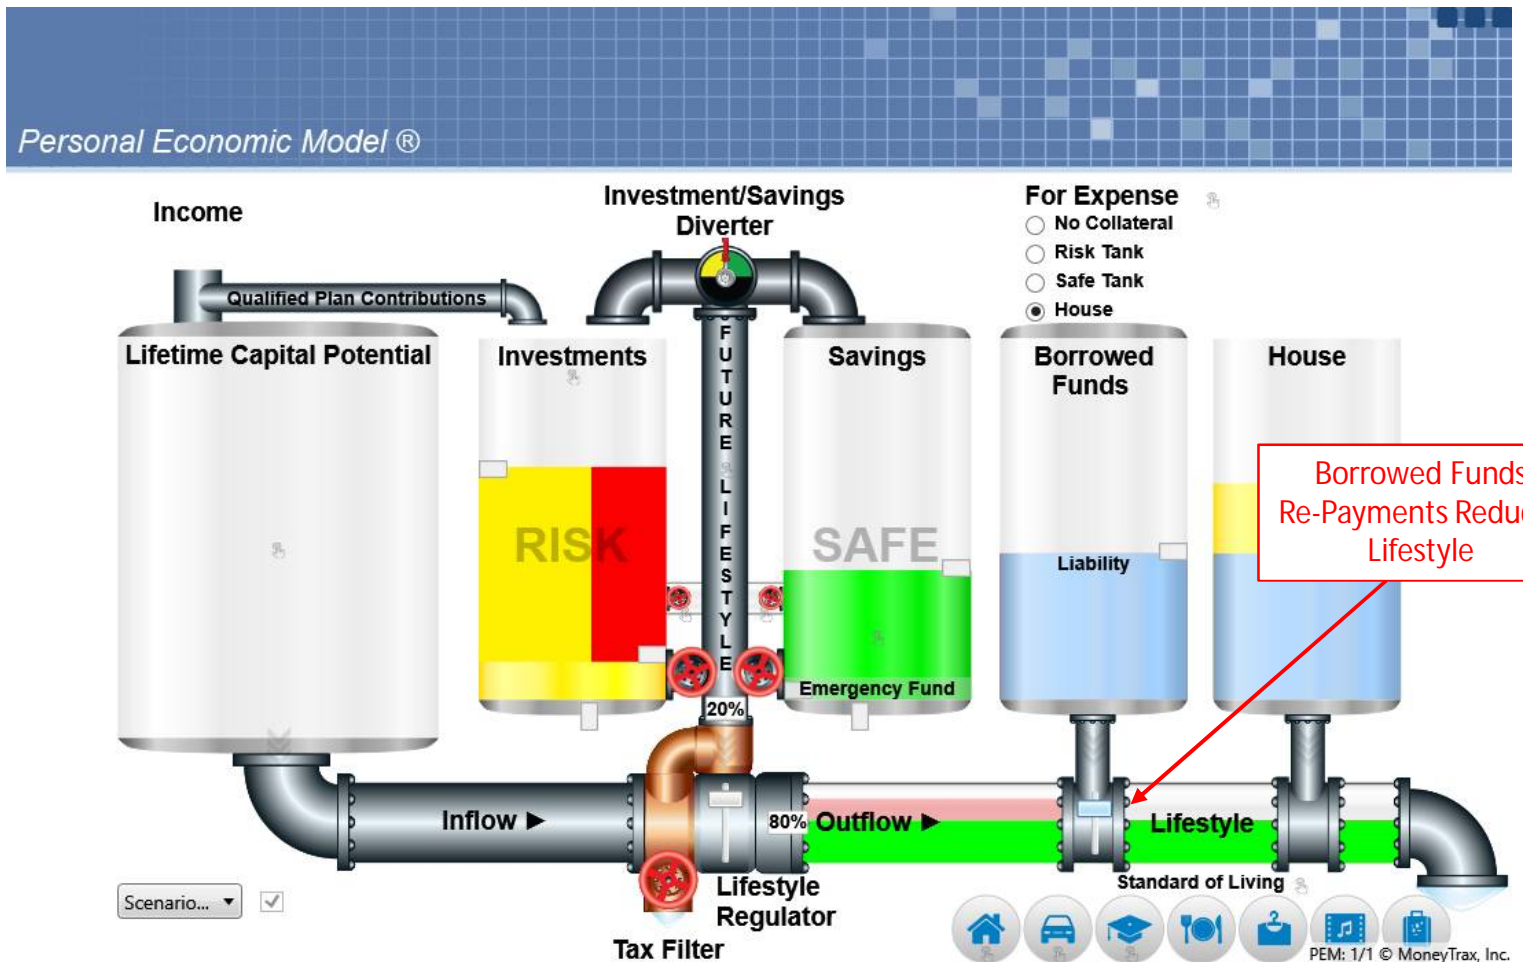 Personal Economic Model ®
Income
Investment/Savings
Diverter
For Expense
No Collateral
Risk Tank
Safe Tank
House
Qualified Plan Contributions
Lifetime Capital Potential
Investments
FUTURE LIFESTYLE
Savings
Borrowed
Funds
House
RISK
SAFE
Liability
Borrowed Funds
Re-Payments
Lifestyle
Emergency Fund
20%
Inflow ►
80%
Outflow ►
Lifestyle
Standard of Living
Scenario...
Lifestyle
Regulator
Tax Filter
PEM: 1/1 © MoneyTrax, Inc.